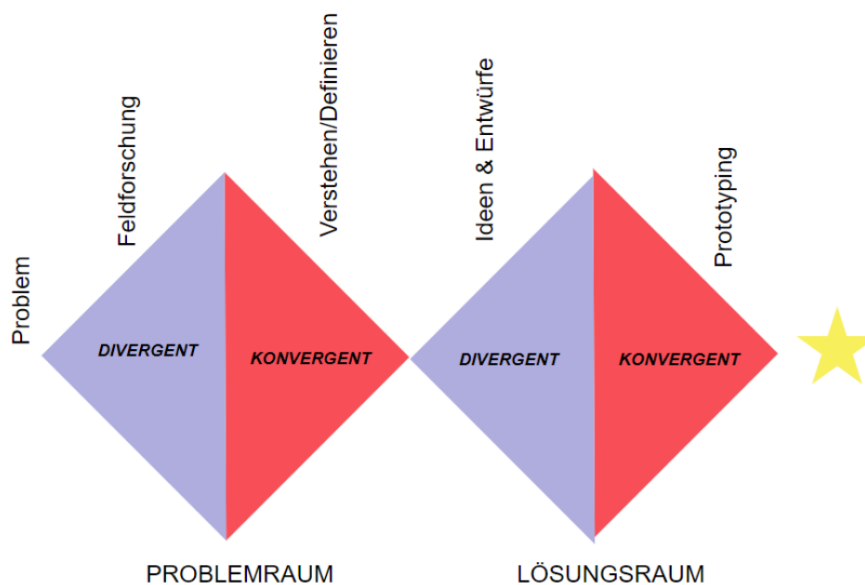 Problem
Feldforschung
Verstehen/Definieren
Ideen & Entwürfe
Prototyping
DIVERGENT
KONVERGENT
DIVERGENT
KONVERGENT
PROBLEMRAUM
LÖSUNGSRAUM